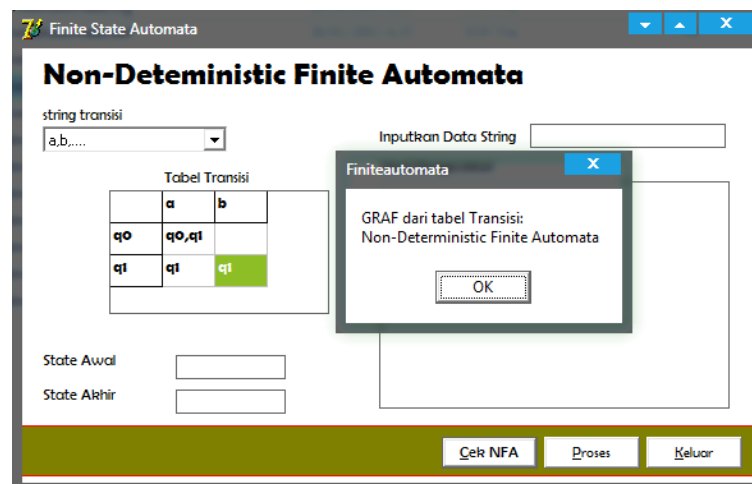 Finite State Automata
Non-Deteministic Finite Automata
string transisi
a,b,....
Inputkan Data String
Tabel Transisi
a b
q0 q0,q1
q1 q1 q1
Finiteautomata
X
GRAF dari tabel Transisi:
Non-Deterministic Finite Automata
OK
State Awal
State Akhir
Cek NFA Proses Keluar